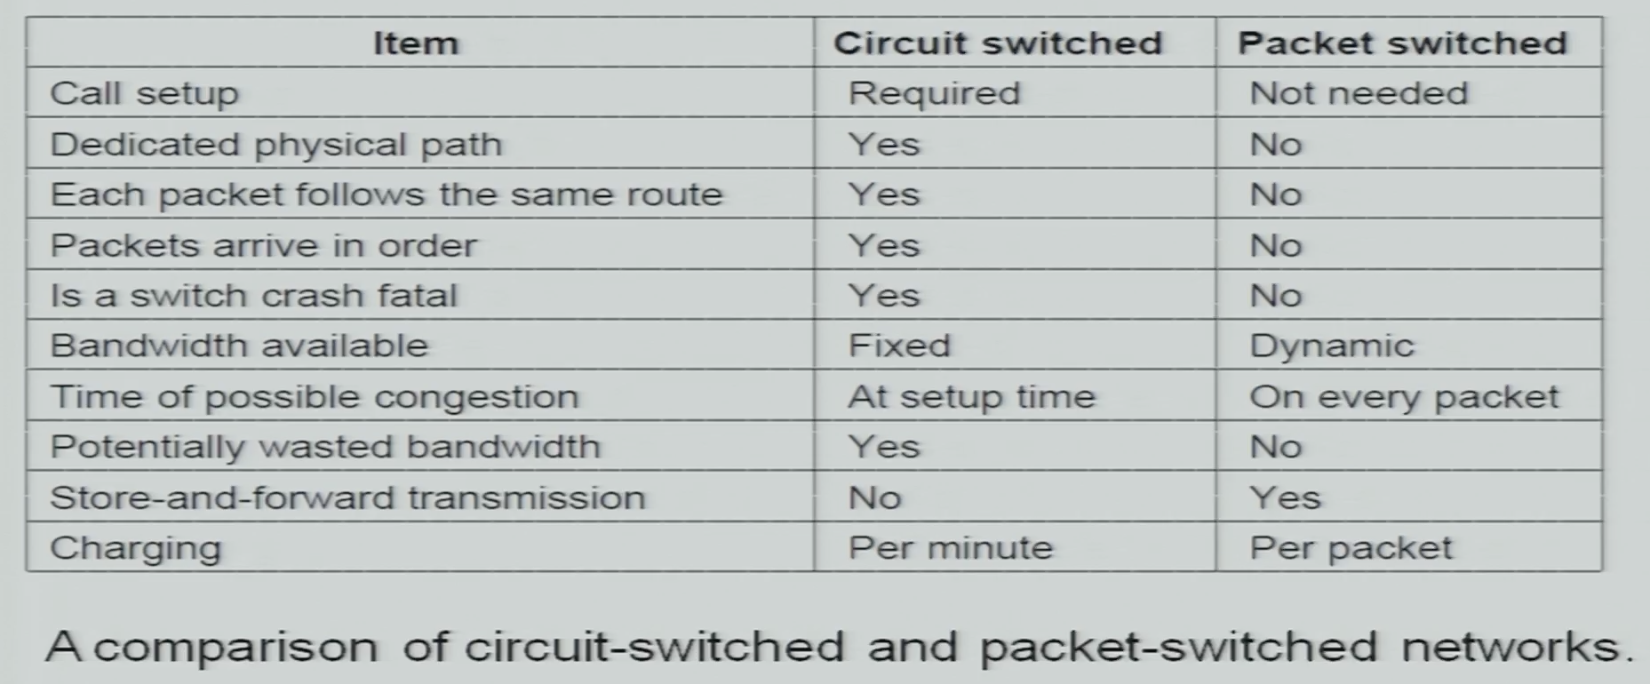 Item Circuit switched Packet switched
Call setup Required Not needed
Dedicated physical path Yes No
Each packet follows the same route Yes No
Packets arrive in order Yes No
Is a switch crash fatal Yes No
Bandwidth available Fixed Dynamic
Time of possible congestion At setup time On every packet
Potentially wasted bandwidth Yes No
Store-and-forward transmission No Yes
Charging Per minute Per packet
A comparison of circuit-switched and packet-switched networks.